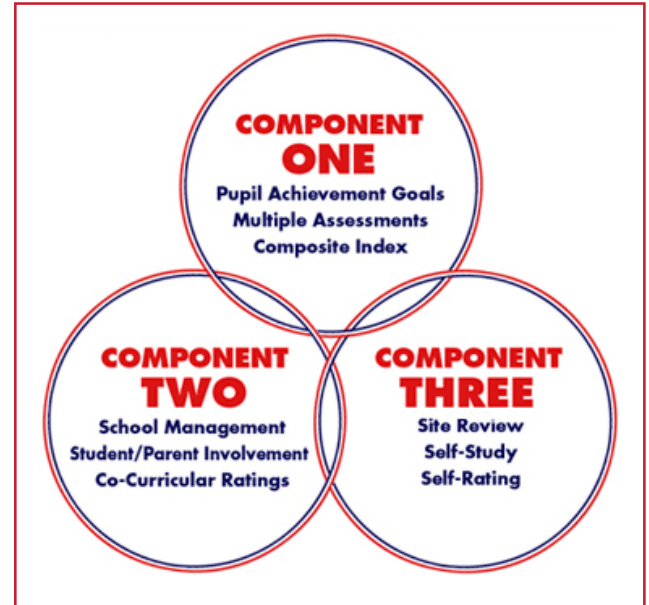 COMPONENT
ONE
Pupil Achievement Goals
Multiple Assessments
Composite Index
COMPONENT
TWO
School Management
Student/Parent Involvement
Co-Curricular Ratings
COMPONENT
THREE
Site Review
Self-Study
Self-Rating